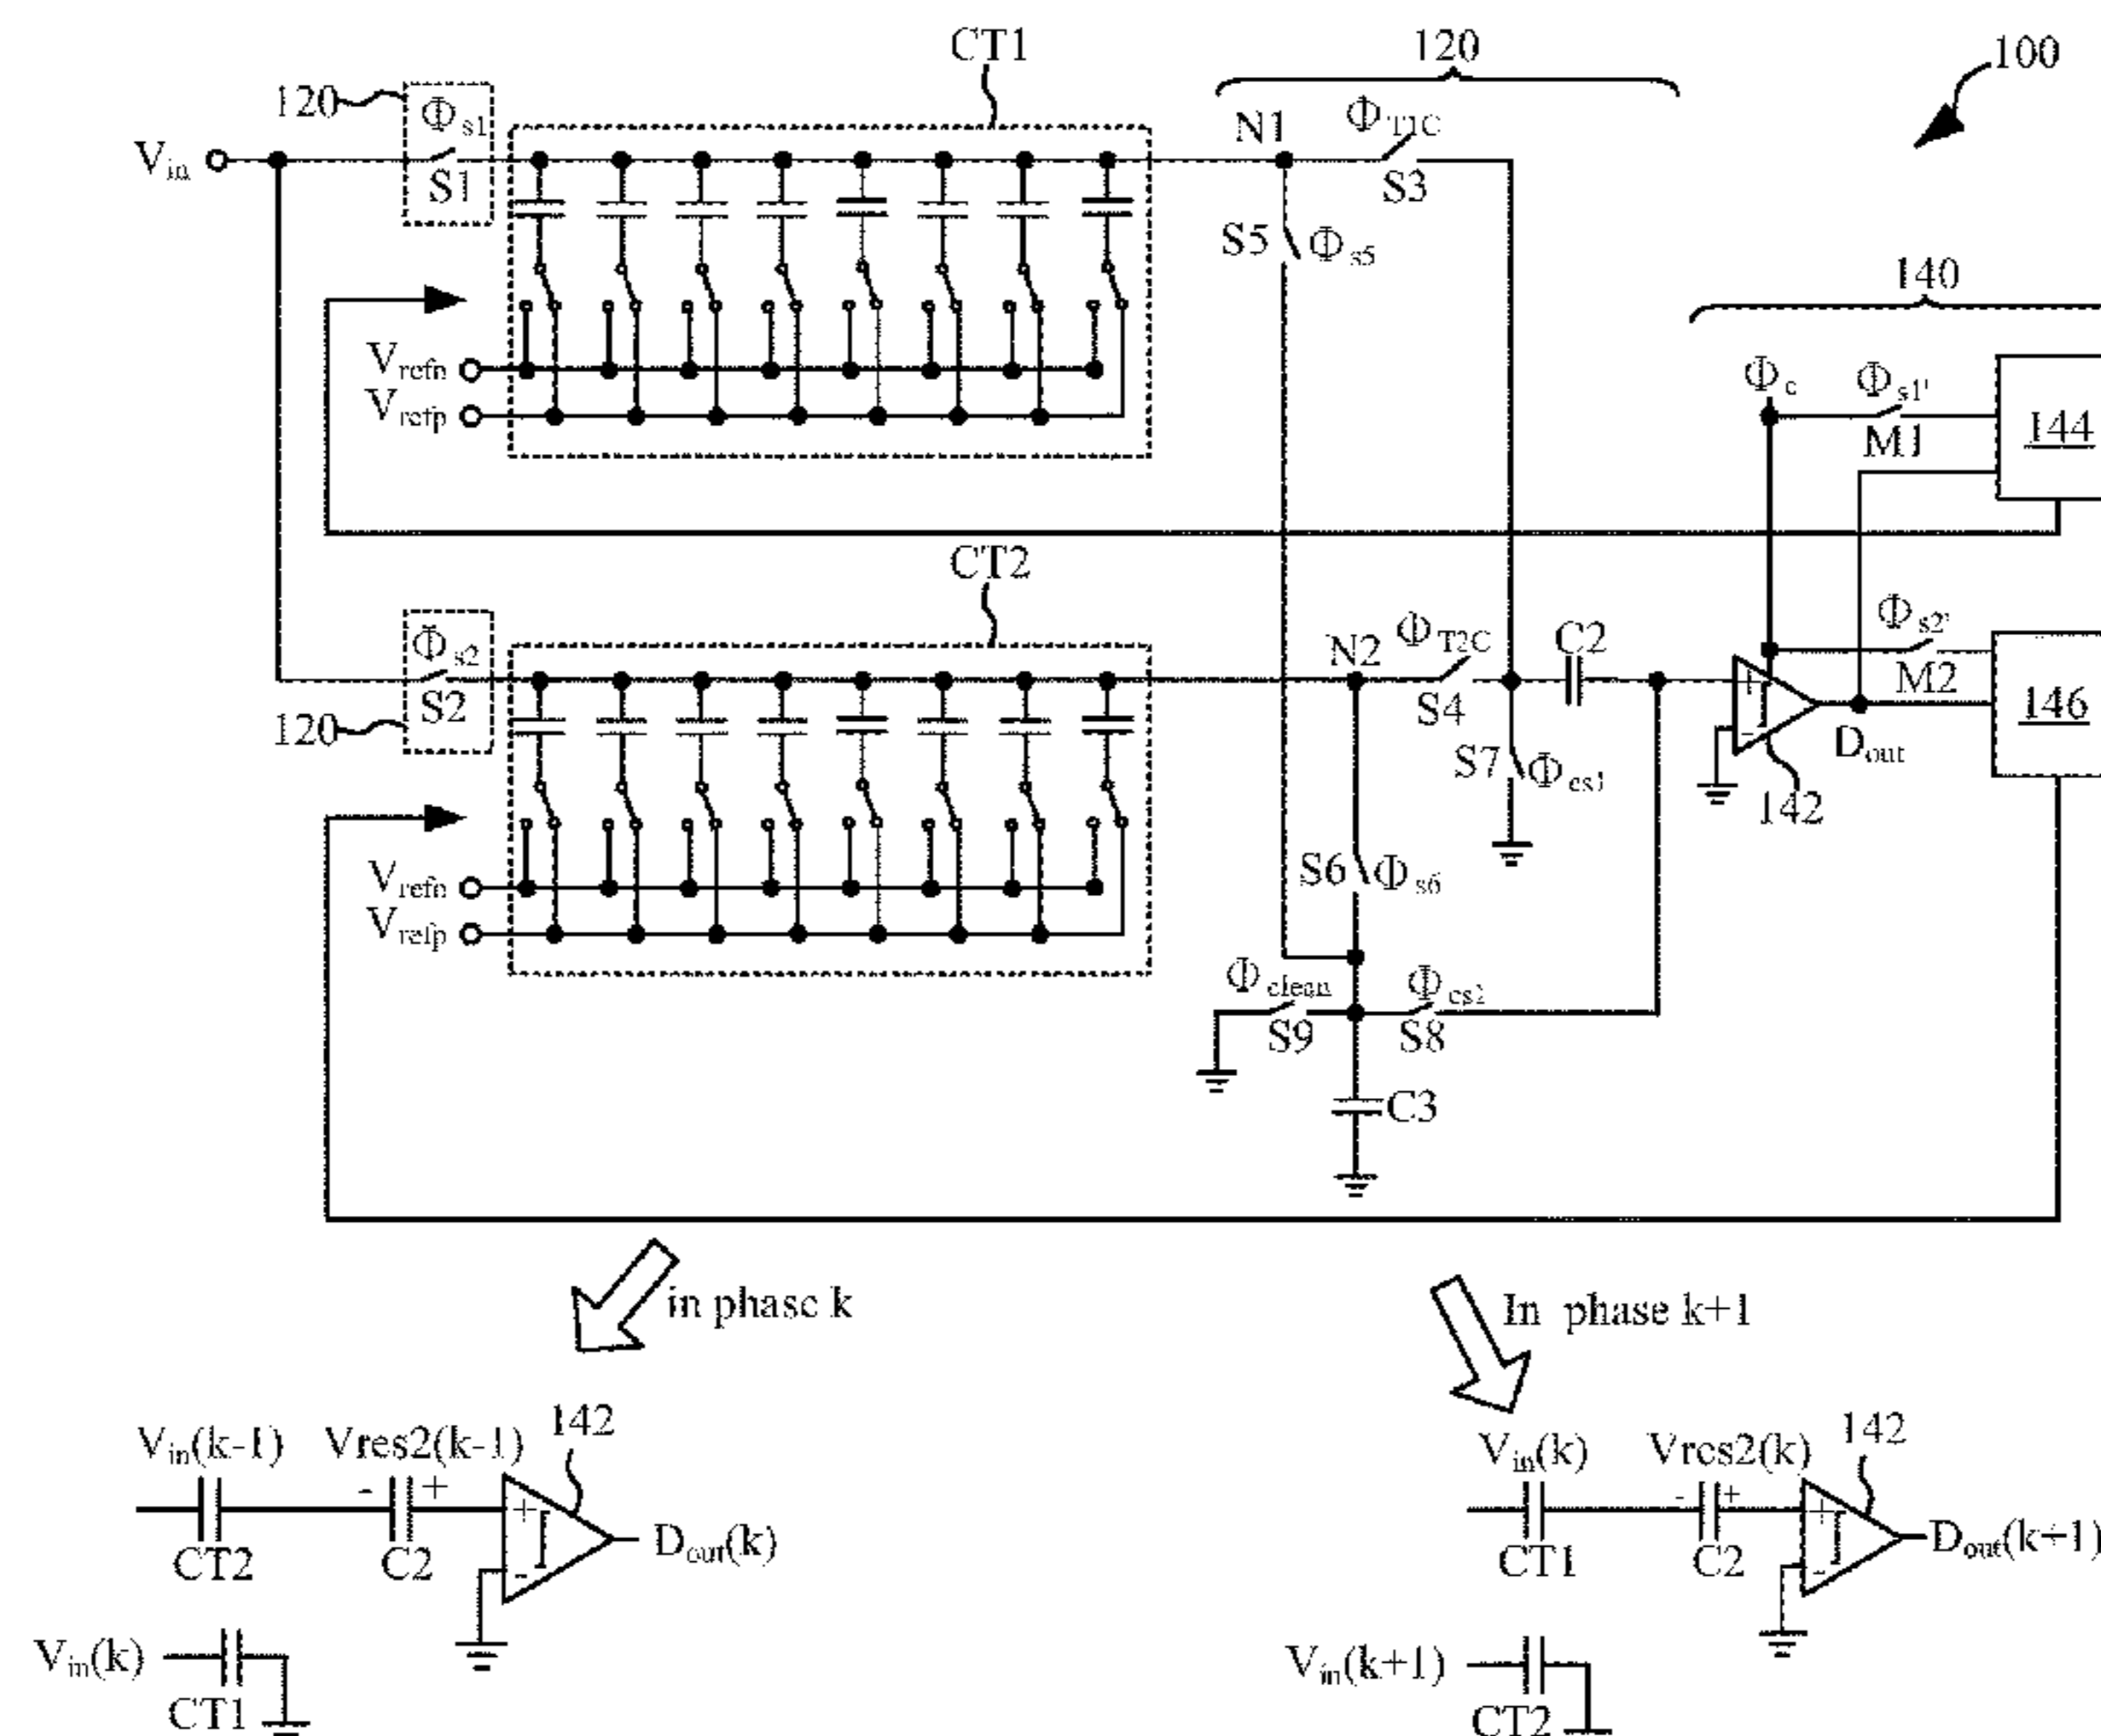 CT1
120
100
120
Φs1
N1
ΦT1C
Vin
S1
S3
S5
Φs5
140
Vrefn
Vrefp
Φc
Φs1'
M1
144
CT2
120
Φs2
S2
N2
ΦT2C
C2
S4
Φs2'
M2
146
S7
Φcs1
Dout
142
Vrefn
Vrefp
S6
Φs6
Φclean
Φcs2
S9
S8
C3
in phase k
In phase k+1
Vin(k-1)
Vres2(k-1)
142
- +
+
-
CT2
C2
Dout(k)
Vin(k)
CT1
Vin(k)
Vres2(k)
142
- +
+
-
CT1
C2
Dout(k+1)
Vin(k+1)
CT2